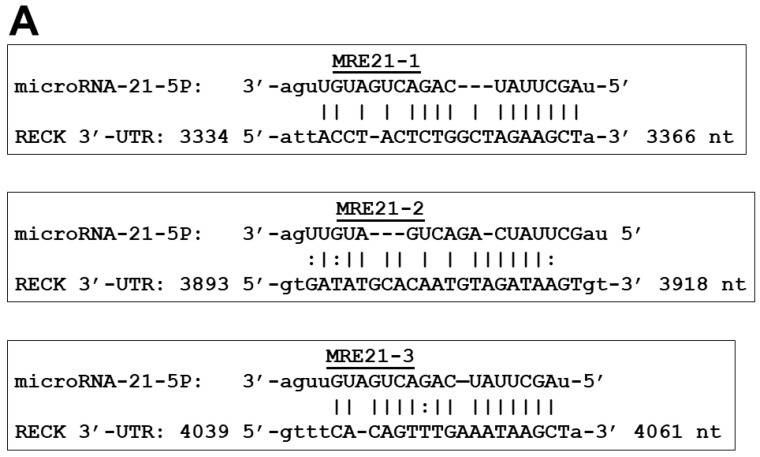 A
MRE21-1
microRNA-21-5P: 3′-aguUGUAGUCAGAC---UAUUCGAu-5′
|| | | |||| | |||||||
RECK 3′-UTR: 3334 5′-attACCT-ACTCTGGCTAGAAGCTa-3′ 3366 nt
MRE21-2
microRNA-21-5P: 3′-agUUGUA---GUCAGA-CUAUUCGau 5′
:|:|| || | | ||||||:
RECK 3′-UTR: 3893 5′-gtGATATGCACAATGTAGATAAGTgt-3′ 3918 nt
MRE21-3
microRNA-21-5P: 3′-aguuGUAGUCAGAC—UAUUCGAu-5′
|| ||||:|| |||||||
RECK 3′-UTR: 4039 5′-gtttCA-CAGTTTGAAATAAGCTa-3′ 4061 nt